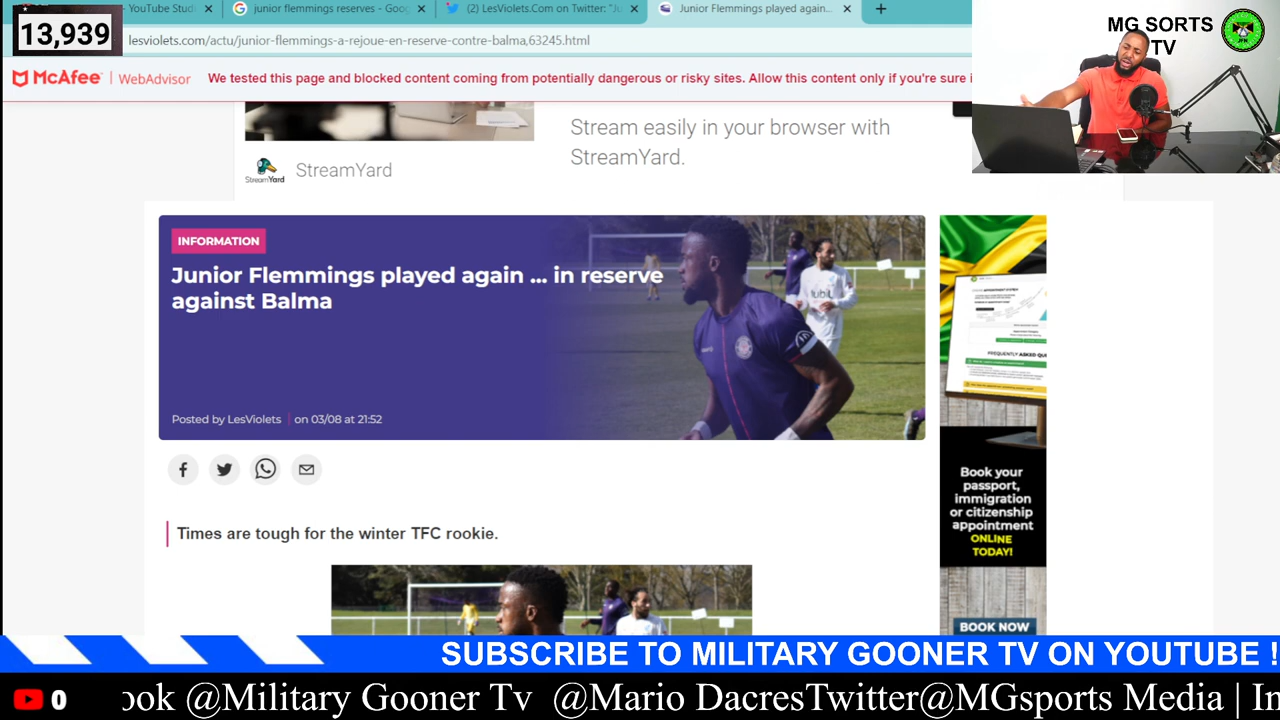 13,939
YouTube Studi
junior flemmings reserves - Goog
(2) LesViolets.Com on Twitter: "Ju
Junior Flemmings played again...
lesviolets.com/actu/junior-flemmings-a-rejoue-en-reserve-contre-balma,63245.html
MG SORTS
TV
McAfee | WebAdvisor
We tested this page and blocked content coming from potentially dangerous or risky sites. Allow this content only if you're sure i
Stream easily in your browser with
StreamYard.
StreamYard
StreamYard
INFORMATION
Junior Flemmings played again ... in reserve
against Balma
Posted by LesViolets | on 03/08 at 21:52
FREQUENTLY ASKED QU
Book your
passport,
immigration
or citizenship
appointment
ONLINE
TODAY!
BOOK NOW
Times are tough for the winter TFC rookie.
SUBSCRIBE TO MILITARY GOONER TV ON YOUTUBE !
0
ook @Military Gooner Tv @Mario DacresTwitter@MGsports Media | In